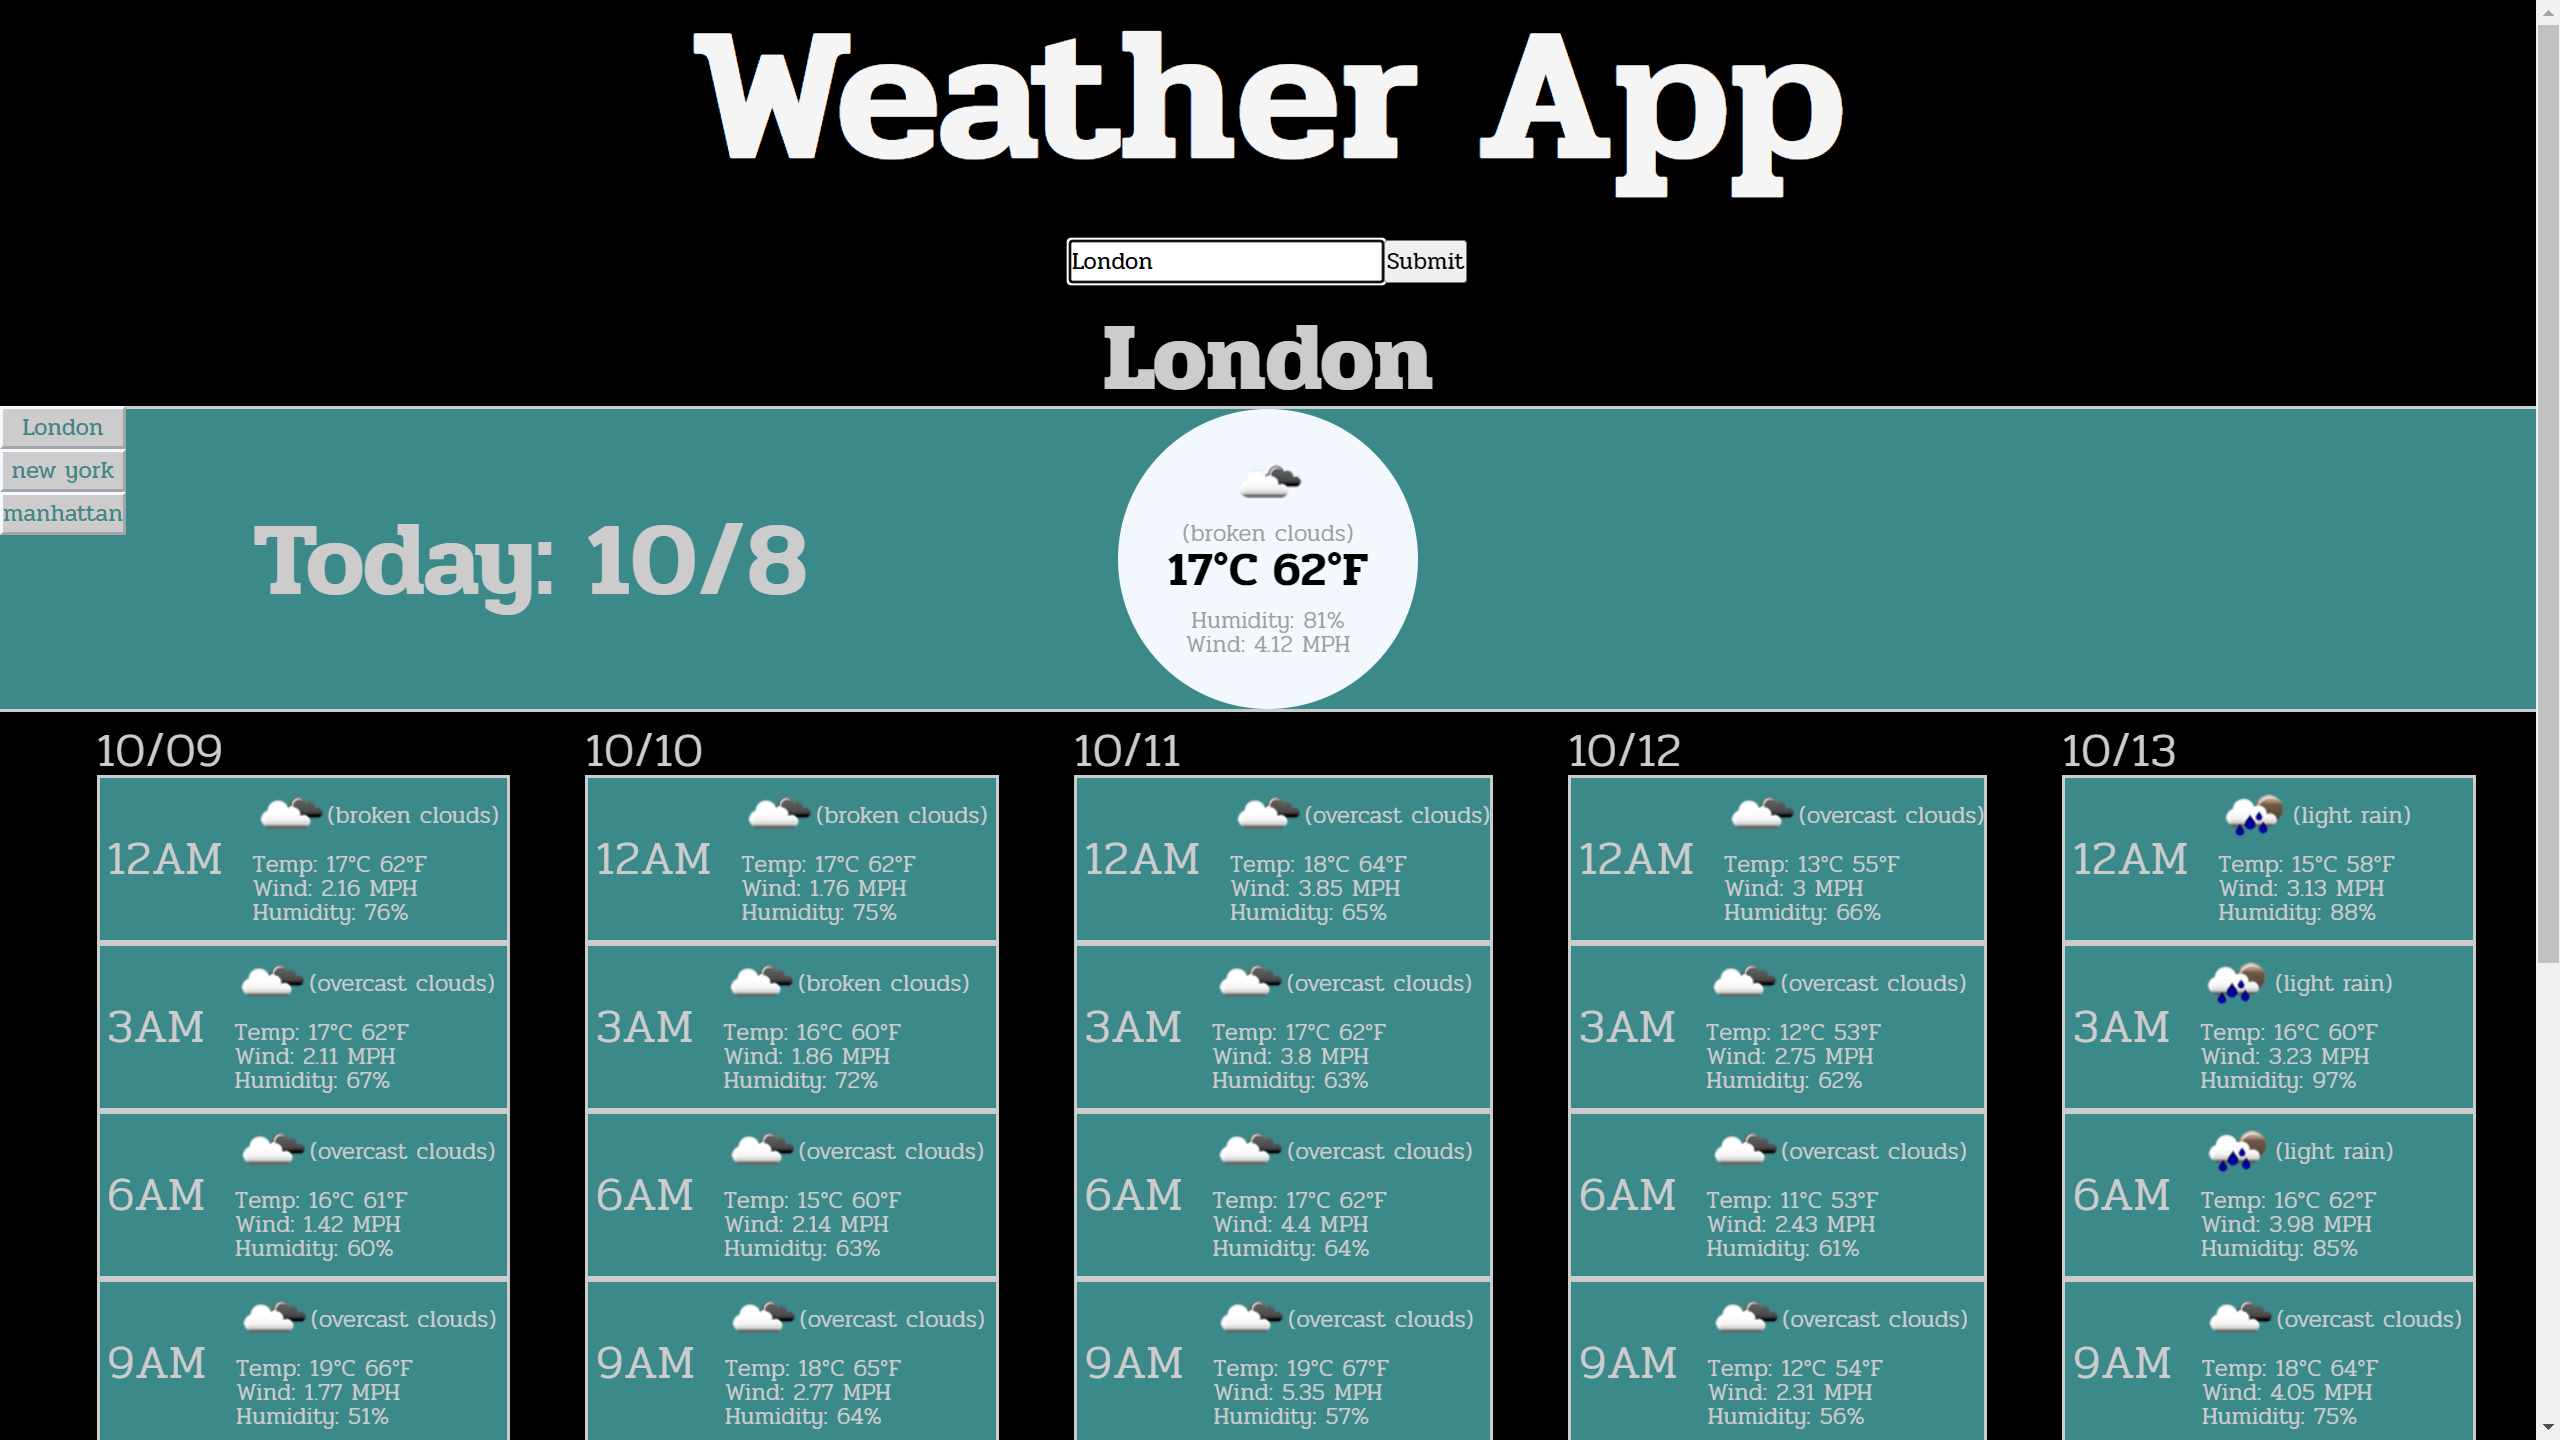 Weather App
London
Submit
London
London
new york
manhattan
Today: 10/8
(broken clouds)
17°C 62°F
Humidity: 81%
Wind: 4.12 MPH
10/09
12AM
(broken clouds)
Temp: 17°C 62°F
Wind: 2.16 MPH
Humidity: 76%
3AM
(overcast clouds)
Temp: 17°C 62°F
Wind: 2.11 MPH
Humidity: 67%
6AM
(overcast clouds)
Temp: 16°C 61°F
Wind: 1.42 MPH
Humidity: 60%
9AM
(overcast clouds)
Temp: 19°C 66°F
Wind: 1.77 MPH
Humidity: 51%
10/10
12AM
(broken clouds)
Temp: 17°C 62°F
Wind: 1.76 MPH
Humidity: 75%
3AM
(broken clouds)
Temp: 16°C 60°F
Wind: 1.86 MPH
Humidity: 72%
6AM
(overcast clouds)
Temp: 15°C 60°F
Wind: 2.14 MPH
Humidity: 63%
9AM
(overcast clouds)
Temp: 18°C 65°F
Wind: 2.77 MPH
Humidity: 64%
10/11
12AM
(overcast clouds)
Temp: 18°C 64°F
Wind: 3.85 MPH
Humidity: 65%
3AM
(overcast clouds)
Temp: 17°C 62°F
Wind: 3.8 MPH
Humidity: 63%
6AM
(overcast clouds)
Temp: 17°C 62°F
Wind: 4.4 MPH
Humidity: 64%
9AM
(overcast clouds)
Temp: 19°C 67°F
Wind: 5.35 MPH
Humidity: 57%
10/12
12AM
(overcast clouds)
Temp: 13°C 55°F
Wind: 3 MPH
Humidity: 66%
3AM
(overcast clouds)
Temp: 12°C 53°F
Wind: 2.75 MPH
Humidity: 62%
6AM
(overcast clouds)
Temp: 11°C 53°F
Wind: 2.43 MPH
Humidity: 61%
9AM
(overcast clouds)
Temp: 12°C 54°F
Wind: 2.31 MPH
Humidity: 56%
10/13
12AM
(light rain)
Temp: 15°C 58°F
Wind: 3.13 MPH
Humidity: 88%
3AM
(light rain)
Temp: 16°C 60°F
Wind: 3.23 MPH
Humidity: 97%
6AM
(light rain)
Temp: 16°C 62°F
Wind: 3.98 MPH
Humidity: 85%
9AM
(overcast clouds)
Temp: 18°C 64°F
Wind: 4.05 MPH
Humidity: 75%